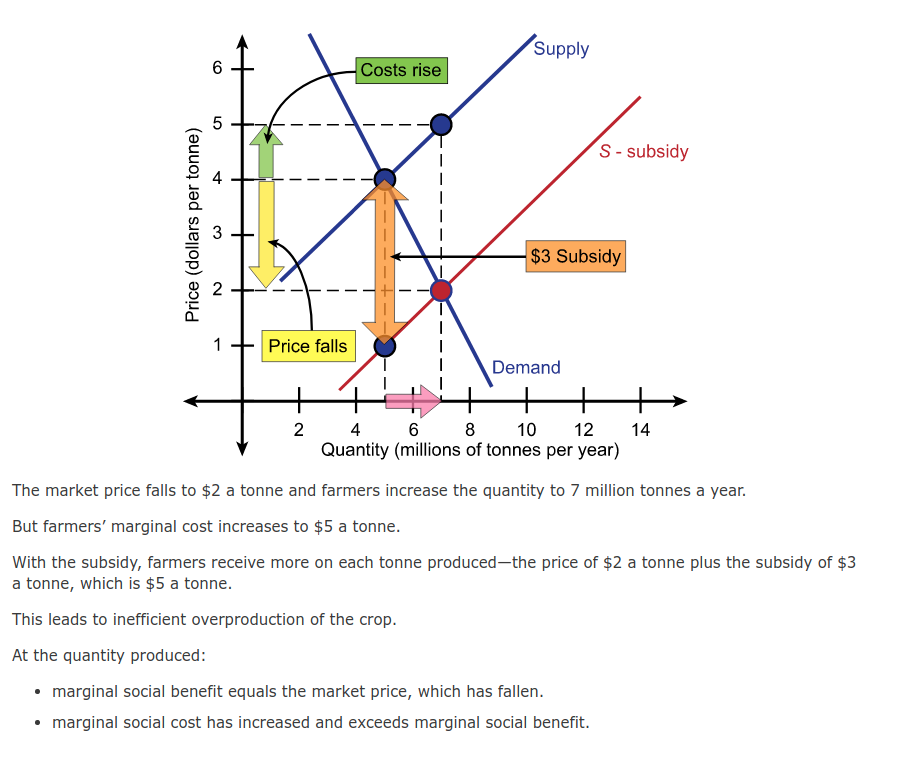 Supply
6
Costs rise
5
S - subsidy
4
Price (dollars per tonne)
3
$3 Subsidy
2
1
Price falls
Demand
2 4 6 8 10 12 14
Quantity (millions of tonnes per year)
The market price falls to $2 a tonne and farmers increase the quantity to 7 million tonnes a year.
But farmers’ marginal cost increases to $5 a tonne.
With the subsidy, farmers receive more on each tonne produced—the price of $2 a tonne plus the subsidy of $3
a tonne, which is $5 a tonne.
This leads to inefficient overproduction of the crop.
At the quantity produced:
• marginal social benefit equals the market price, which has fallen.
• marginal social cost has increased and exceeds marginal social benefit.